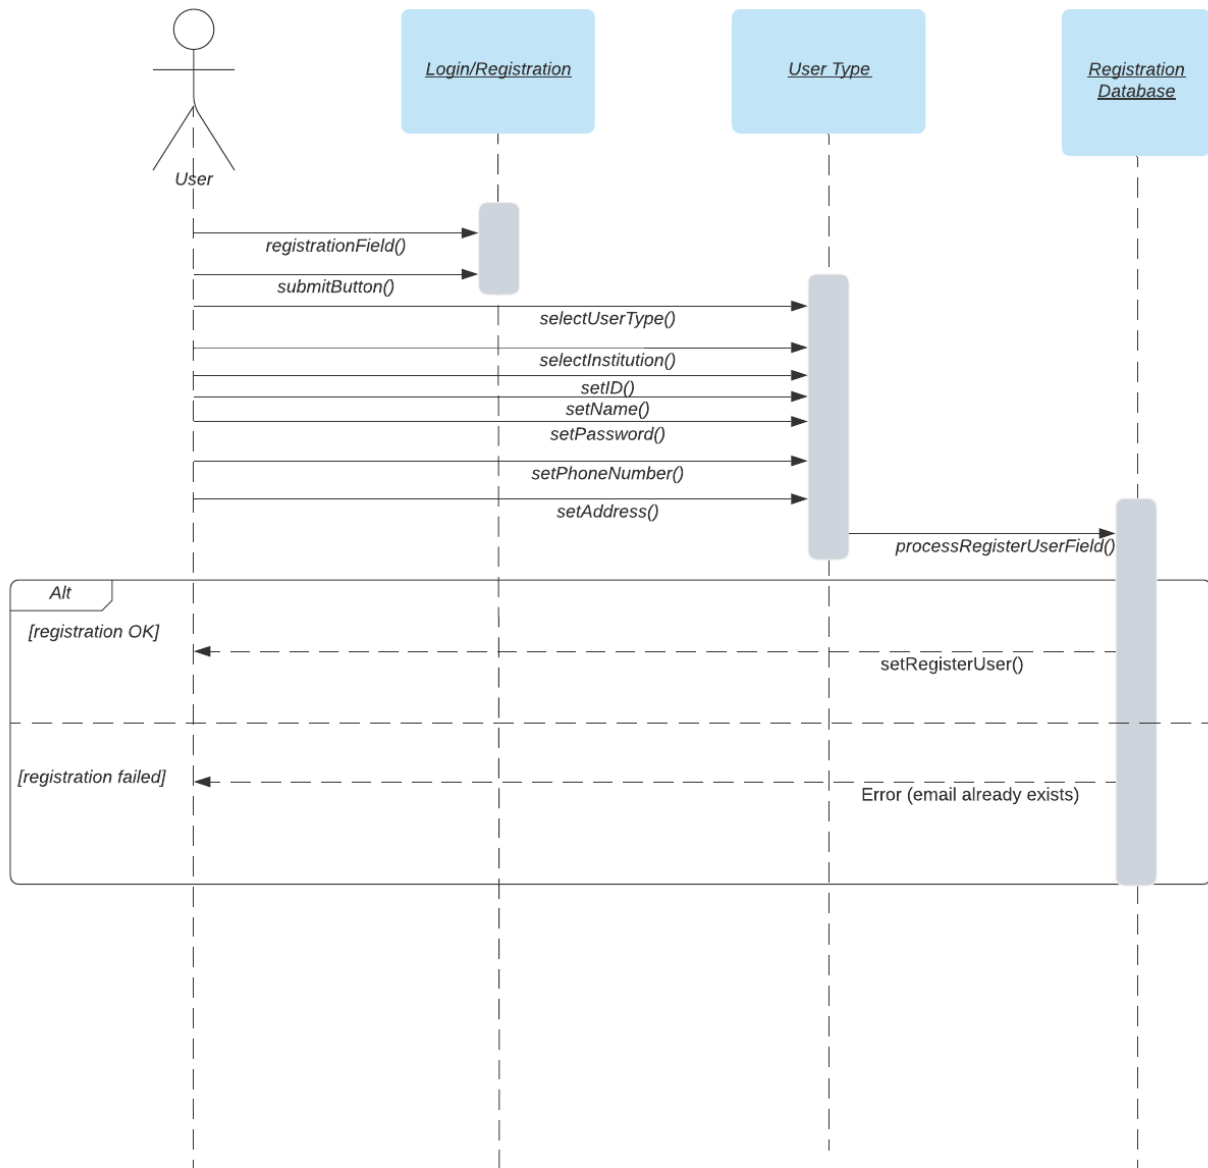 Login/Registration
User Type
Registration
Database
User
registrationField()
submitButton()
selectUserType()
selectInstitution()
setID()
setName()
setPassword()
setPhoneNumber()
setAddress()
processRegisterUserField()
Alt
[registration OK]
setRegisterUser()
[registration failed]
Error (email already exists)